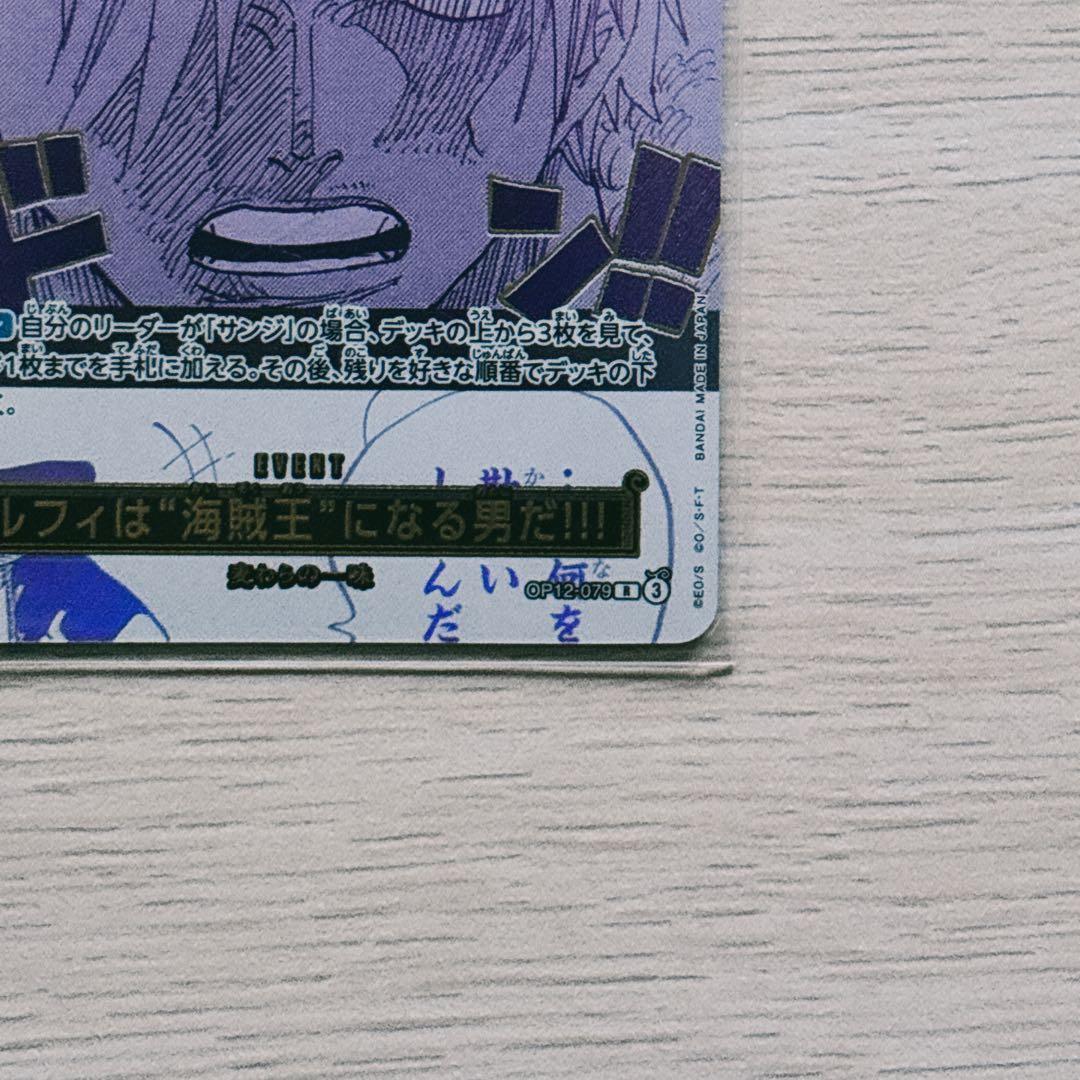 ド
ン!!
自分のリーダーが「サンジ」の場合、デッキの上から3枚を見て、
1枚までを手札に加える。その後、残りを好きな順番でデッキの下
。
EVENT
ルフィは“海賊王”になる男だ!!!
麦わらの一味
OP12-079 R 3
何を
い
んだ
©EO/S ©O/S･F･T BANDAI MADE IN JAPAN